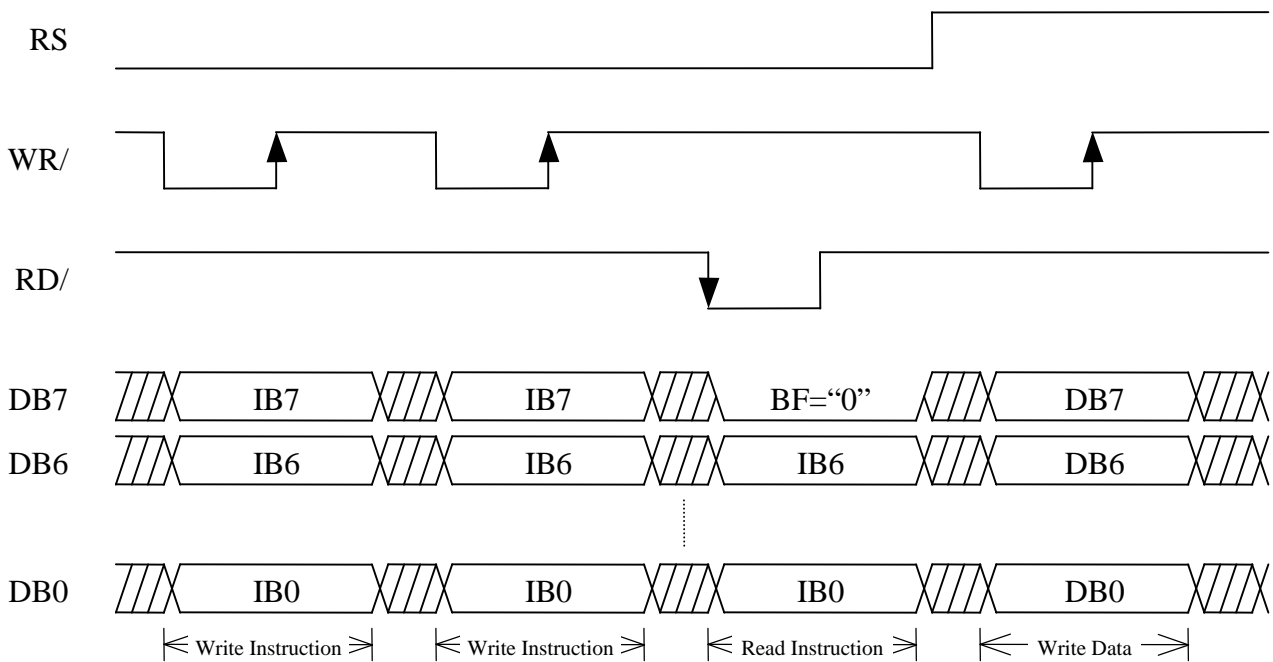 RS
WR/
RD/
DB7 IB7 IB7 BF=“0” DB7
DB6 IB6 IB6 IB6 DB6
DB0 IB0 IB0 IB0 DB0
Write Instruction Write Instruction Read Instruction Write Data